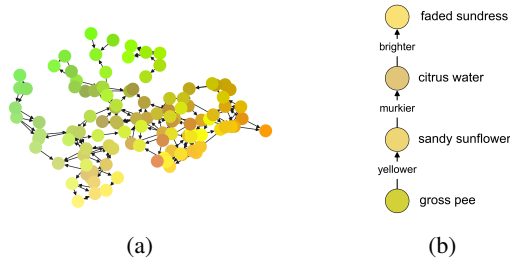 faded sundress
brighter
citrus water
murkier
sandy sunflower
yellower
gross pee
(a)
(b)